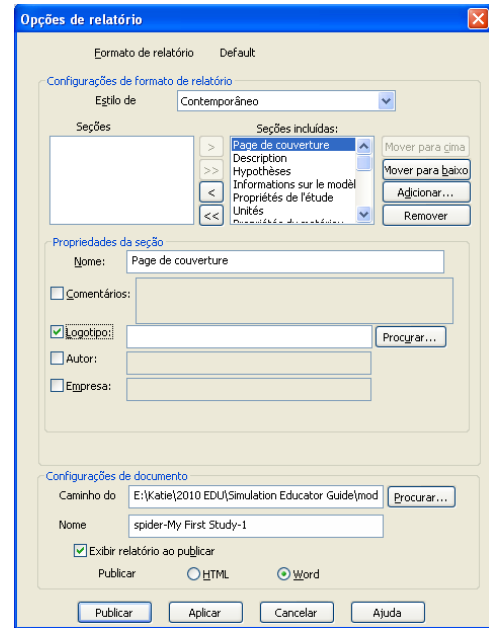 Opções de relatório
Formato de relatório Default
Configurações de formato de relatório
Estilo de Contemporâneo
Seções Seções incluídas:
> Page de couverture Mover para cima
>> Description Mover para baixo
Hypothèses
< Informations sur le modèl Adicionar...
Propriétés de l'étude
<< Unités Remover
Propriedades da seção
Nome: Page de couverture
Comentários:
Logotipo: Procurar...
Autor:
Empresa:
Configurações de documento
Caminho do E:\Katie\2010 EDU\Simulation Educator Guide\mod Procurar...
Nome spider-My First Study-1
Exibir relatório ao publicar
Publicar HTML Word
Publicar Aplicar Cancelar Ajuda